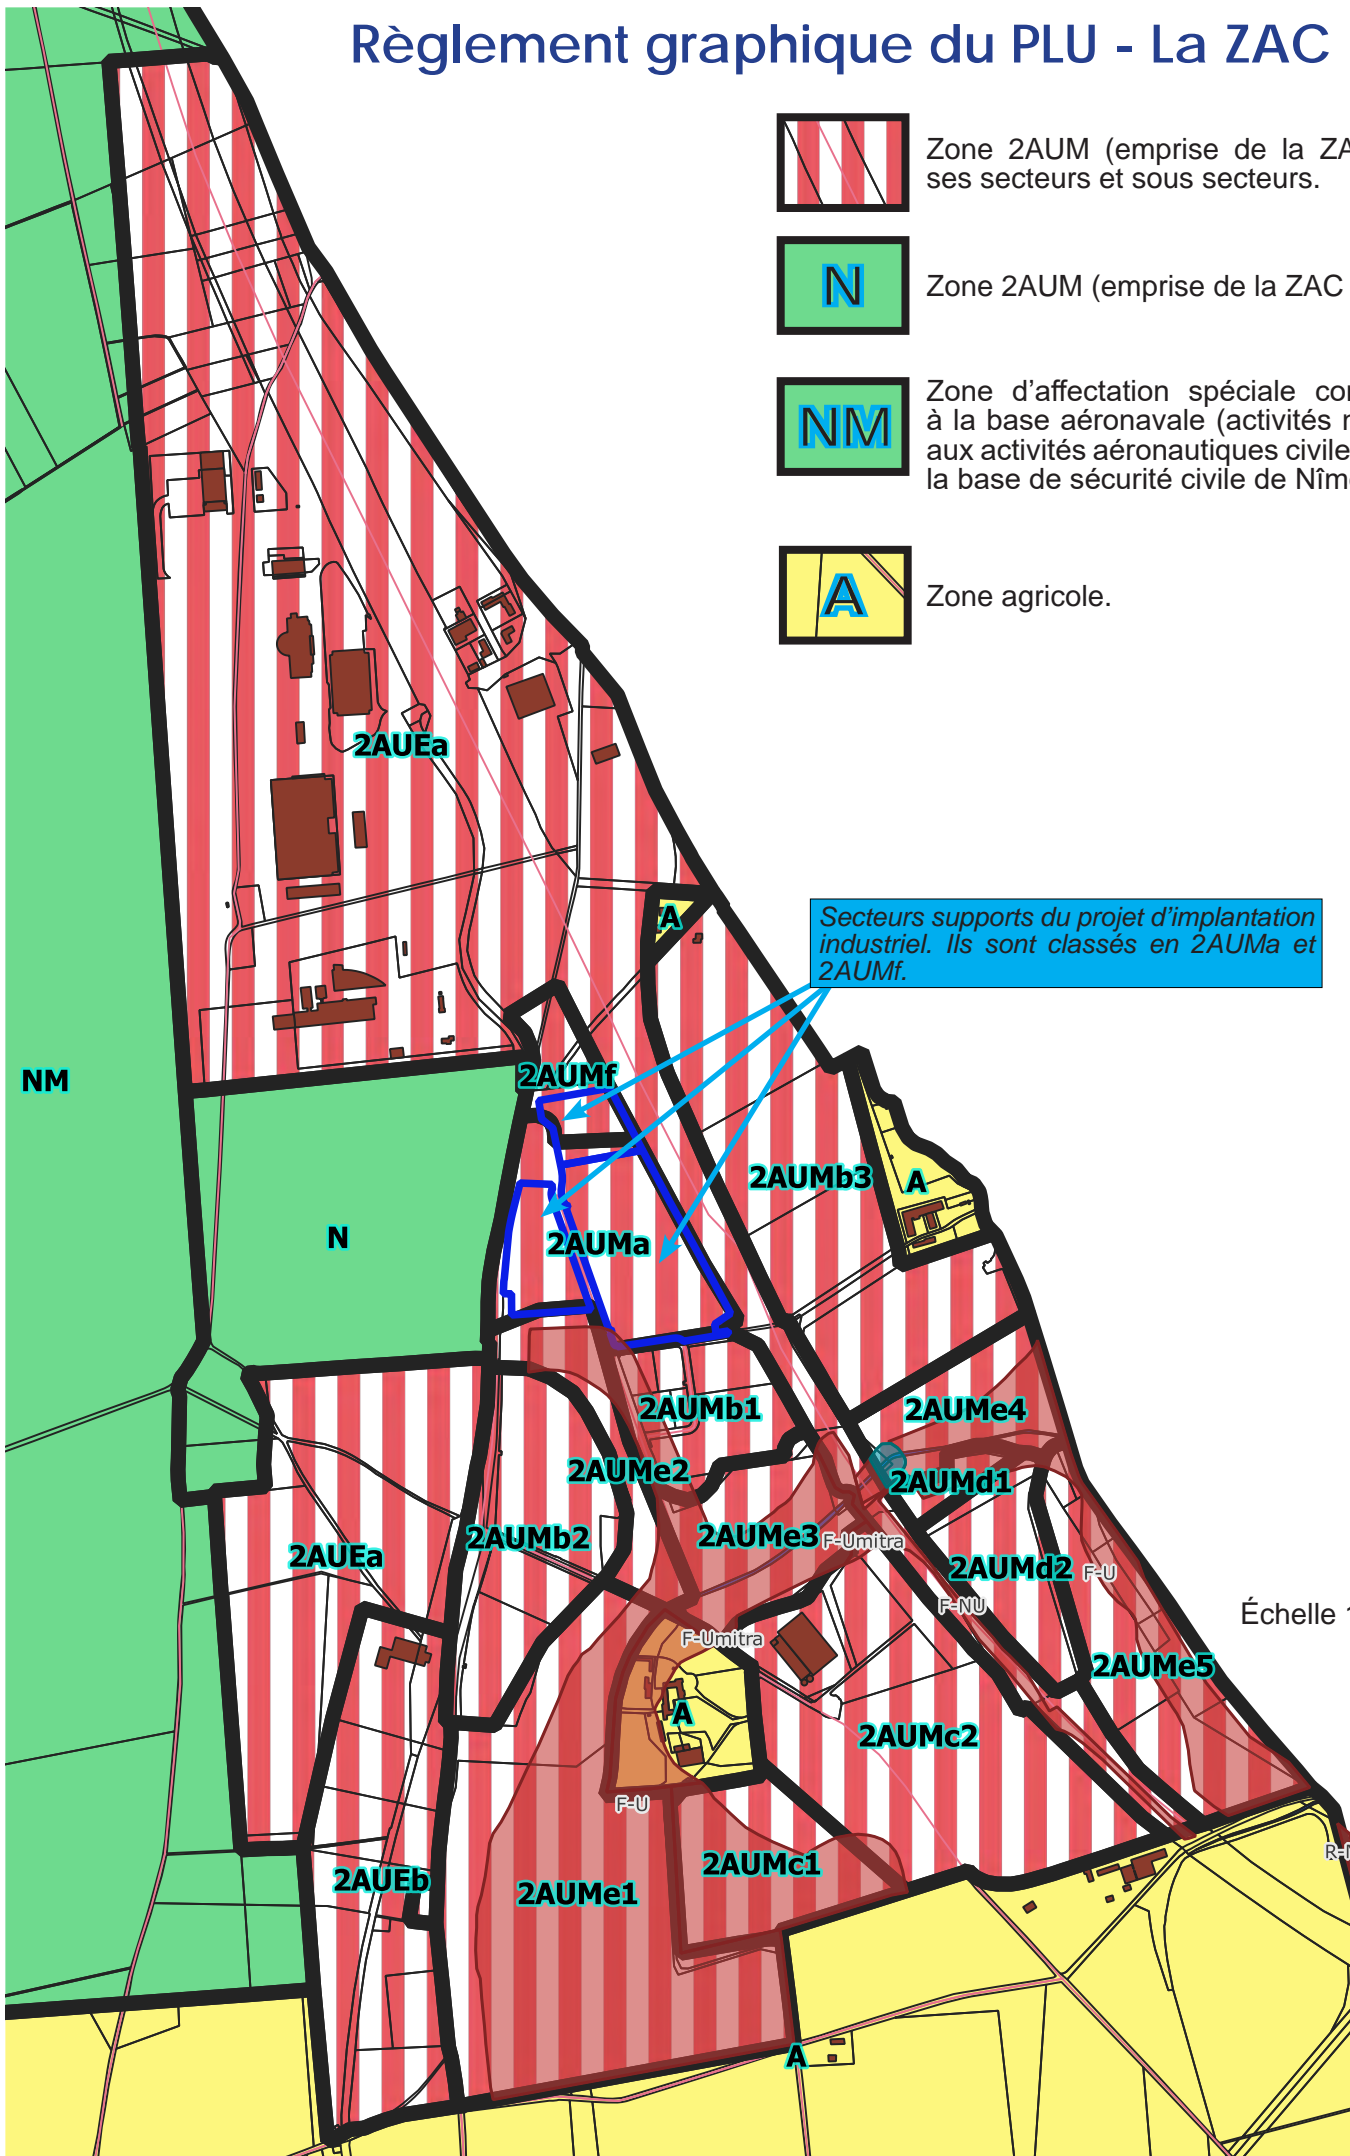 Règlement graphique du PLU - La ZAC
Zone 2AUM (emprise de la ZA
ses secteurs et sous secteurs.
N
Zone 2AUM (emprise de la ZAC
NM
Zone d’affectation spéciale cor
à la base aéronavale (activités
aux activités aéronautiques civile
la base de sécurité civile de Nîm
A
Zone agricole.
2AUEa
A
Secteurs supports du projet d’implantation
industriel. Ils sont classés en 2AUMa et
2AUMf.
NM
2AUMf
2AUMb3
A
N
2AUMa
2AUMb1
2AUMe4
2AUMe2
2AUMd1
2AUMb2
2AUMe3
F-Umitra
2AUEa
2AUMd2
F-U
F-NU
Échelle 1
F-Umitra
2AUMe5
A
2AUMc2
F-U
R-N
2AUMc1
2AUEb
2AUMe1
A